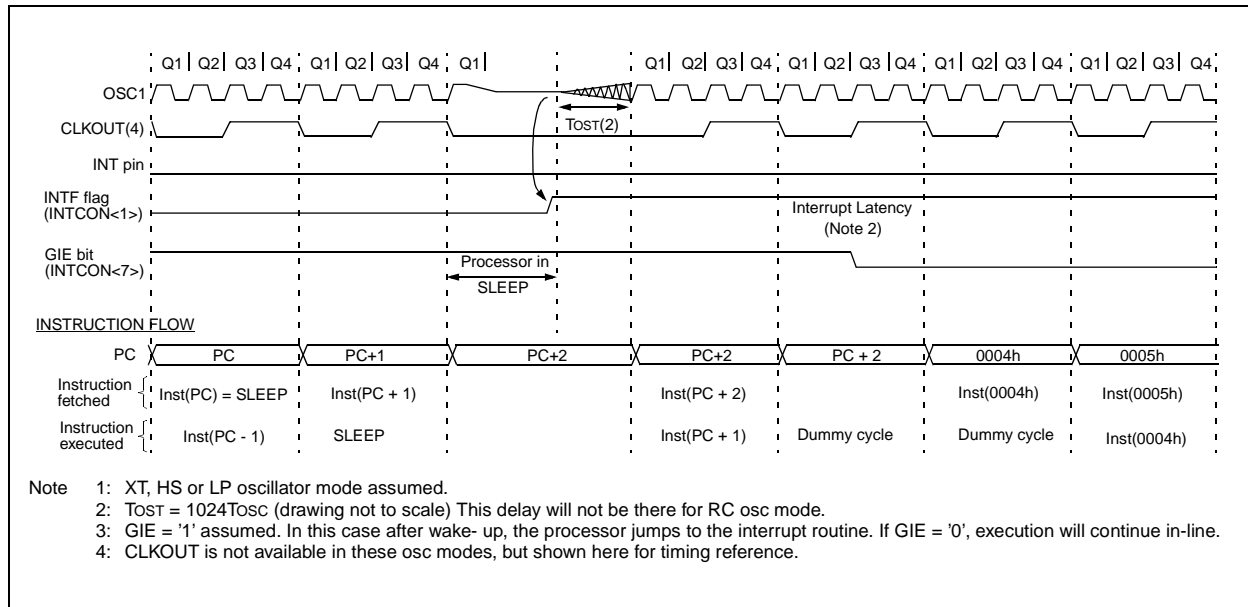 Q1 Q2 Q3 Q4 Q1 Q2 Q3 Q4 Q1 Q1 Q2 Q3 Q4 Q1 Q2 Q3 Q4 Q1 Q2 Q3 Q4 Q1 Q2 Q3 Q4
OSC1
TOST(2)
CLKOUT(4)
INT pin
INTF flag
(INTCON<1>)
Interrupt Latency
(Note 2)
GIE bit
(INTCON<7>)
Processor in
SLEEP
INSTRUCTION FLOW
PC PC PC+1 PC+2 PC+2 PC + 2 0004h 0005h
Instruction
fetched
Inst(PC) = SLEEP Inst(PC + 1) Inst(PC + 2) Inst(0004h) Inst(0005h)
Instruction
executed
Inst(PC - 1) SLEEP Inst(PC + 1) Dummy cycle Dummy cycle Inst(0004h)
Note 1: XT, HS or LP oscillator mode assumed.
2: TOST = 1024TOSC (drawing not to scale) This delay will not be there for RC osc mode.
3: GIE = '1' assumed. In this case after wake- up, the processor jumps to the interrupt routine. If GIE = '0', execution will continue in-line.
4: CLKOUT is not available in these osc modes, but shown here for timing reference.